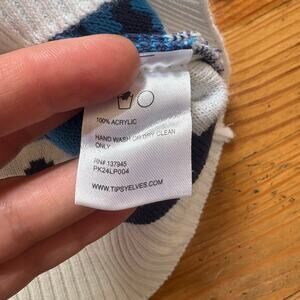 100% ACRYLIC
HAND WASH OR DRY CLEAN
ONLY
RN#: 137945
PK24LP004
WWW.TIPSYELVES.COM